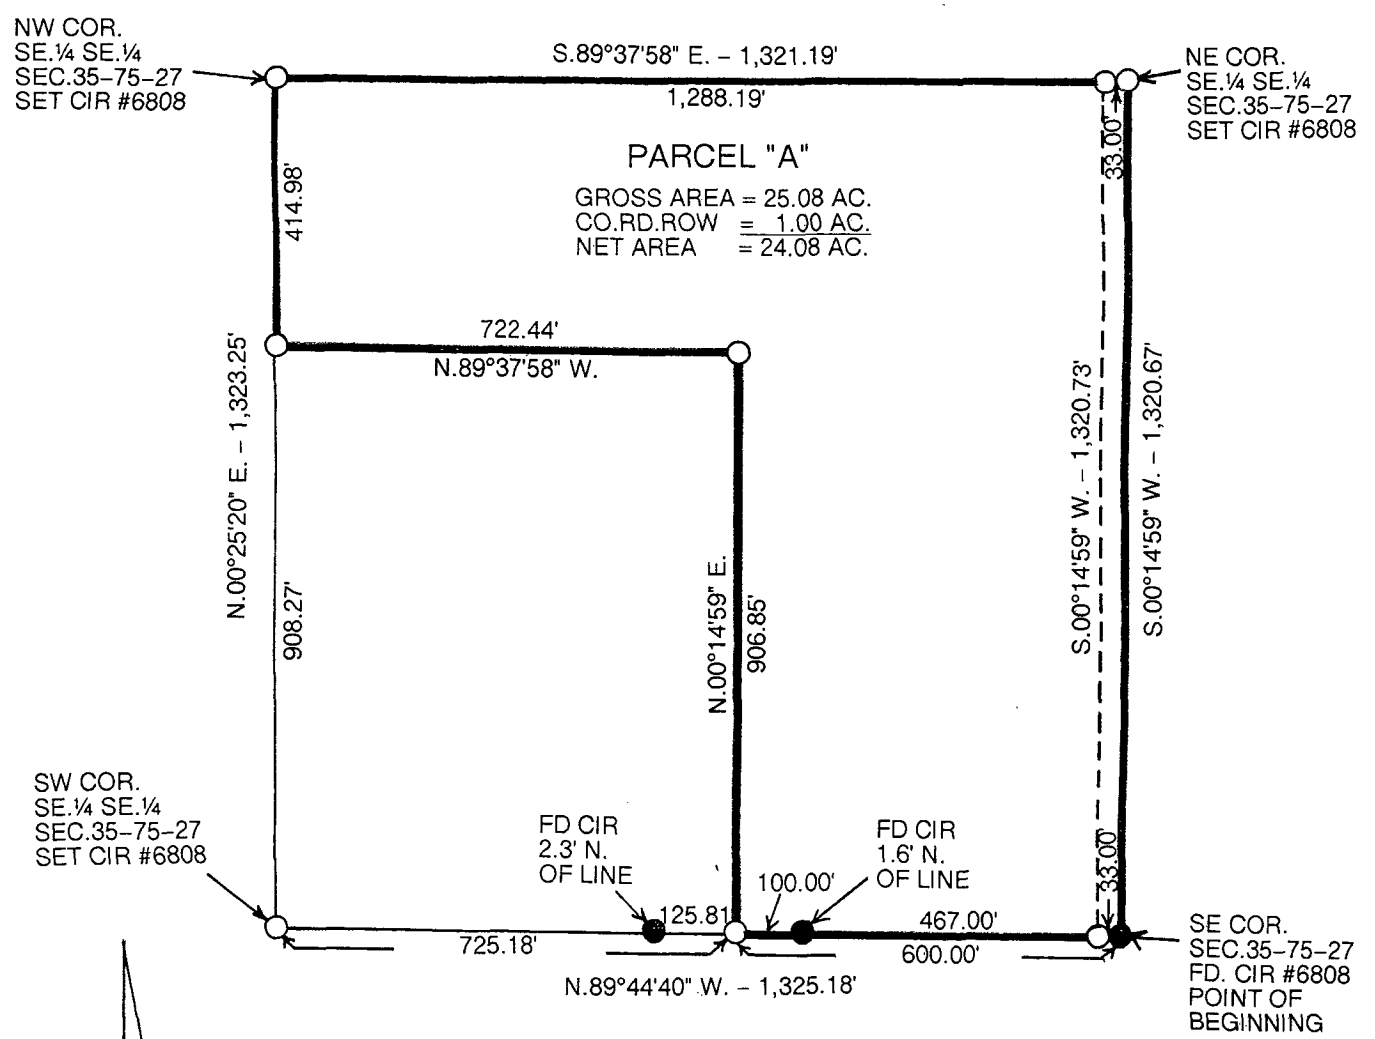 NW COR.
SE.¼ SE.¼
SEC.35-75-27
SET CIR #6808
S.89°37'58" E. - 1,321.19'
1,288.19'
NE COR.
SE.¼ SE.¼
SEC.35-75-27
SET CIR #6808
33.00'
PARCEL "A"
GROSS AREA = 25.08 AC.
CO.RD.ROW = 1.00 AC.
NET AREA = 24.08 AC.
414.98'
722.44'
N.89°37'58" W.
N.00°25'20" E. - 1,323.25'
908.27'
N.00°14'59" E.
906.85'
S.00°14'59" W. - 1,320.73'
S.00°14'59" W. - 1,320.67'
SW COR.
SE.¼ SE.¼
SEC.35-75-27
SET CIR #6808
FD CIR
2.3' N.
OF LINE
FD CIR
1.6' N.
OF LINE
100.00'
33.00'
125.81'
467.00'
725.18'
600.00'
N.89°44'40" W. - 1,325.18'
SE COR.
SEC.35-75-27
FD. CIR #6808
POINT OF
BEGINNING